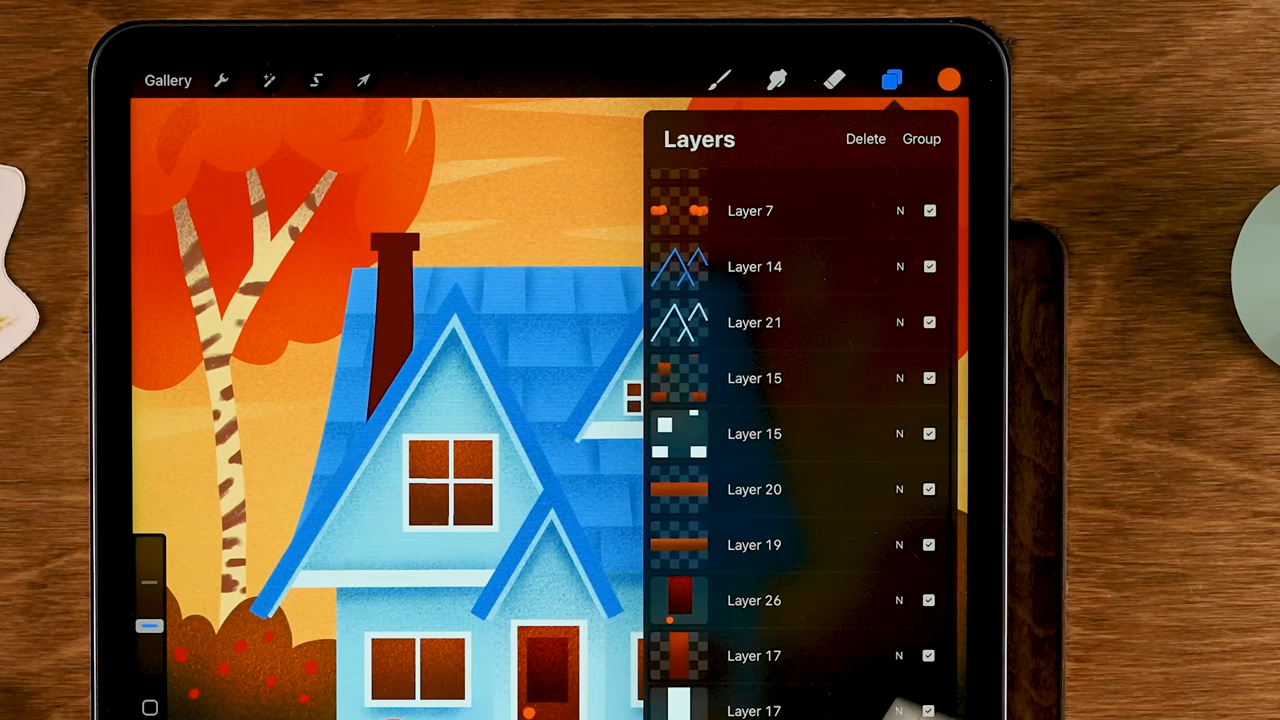 Gallery
Layers Delete Group
Layer 7 N
Layer 14 N
Layer 21 N
Layer 15 N
Layer 15 N
Layer 20 N
Layer 19 N
Layer 26 N
Layer 17 N
Layer 17 N